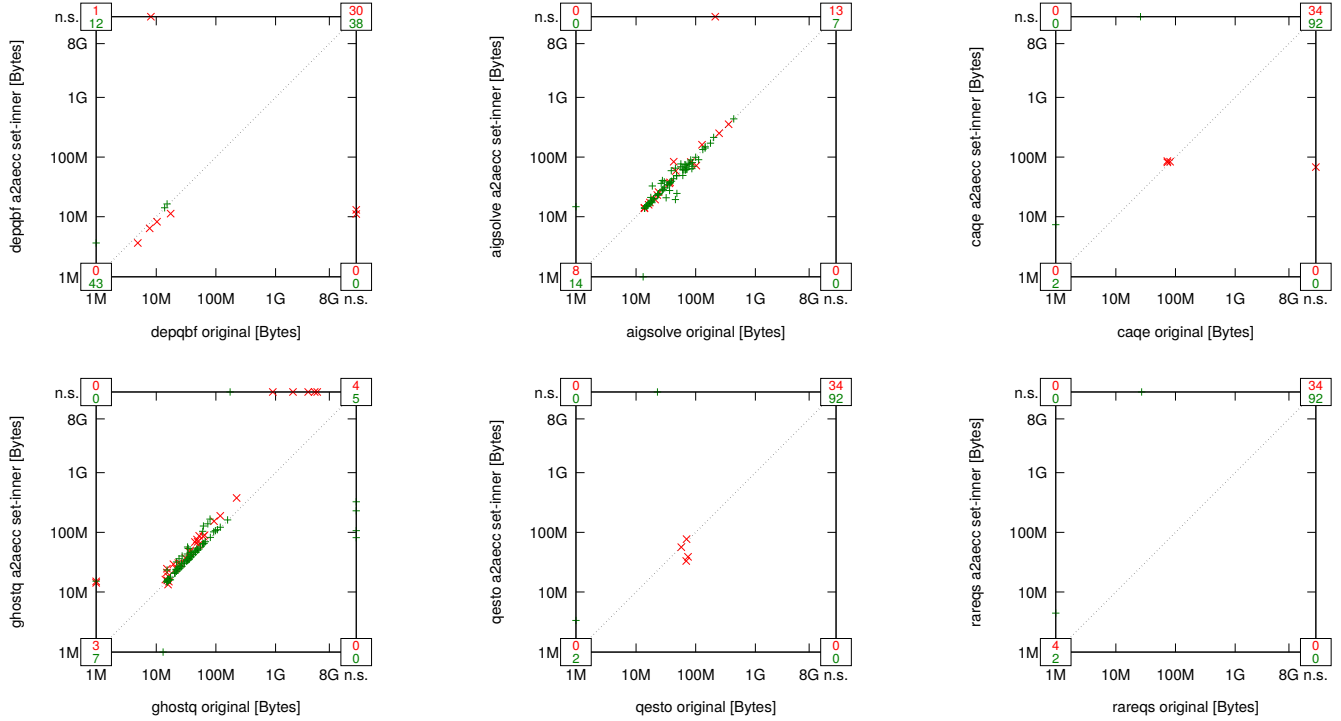 n.s. 1 12 30 38
8G
1G
100M
10M
1M 0 43 0 0
1M 10M 100M 1G 8G n.s.
depqbf a2aecc set-inner [Bytes]
depqbf original [Bytes]
n.s. 8 0 13 7
8G
1G
100M
10M
1M 8 14 0 0
1M 10M 100M 1G 8G n.s.
aigsolve a2aecc set-inner [Bytes]
aigsolve original [Bytes]
n.s. 0 0 34 92
8G
1G
100M
10M
1M 0 2 0 0
1M 10M 100M 1G 8G n.s.
caqe a2aecc set-inner [Bytes]
caqe original [Bytes]
n.s. 0 0 4 5
8G
1G
100M
10M
1M 3 7 0 0
1M 10M 100M 1G 8G n.s.
ghostq a2aecc set-inner [Bytes]
ghostq original [Bytes]
n.s. 0 0 34 92
8G
1G
100M
10M
1M 0 2 0 0
1M 10M 100M 1G 8G n.s.
qesto a2aecc set-inner [Bytes]
qesto original [Bytes]
n.s. 0 0 34 92
8G
1G
100M
10M
1M 4 2 0 0
1M 10M 100M 1G 8G n.s.
rareqs a2aecc set-inner [Bytes]
rareqs original [Bytes]